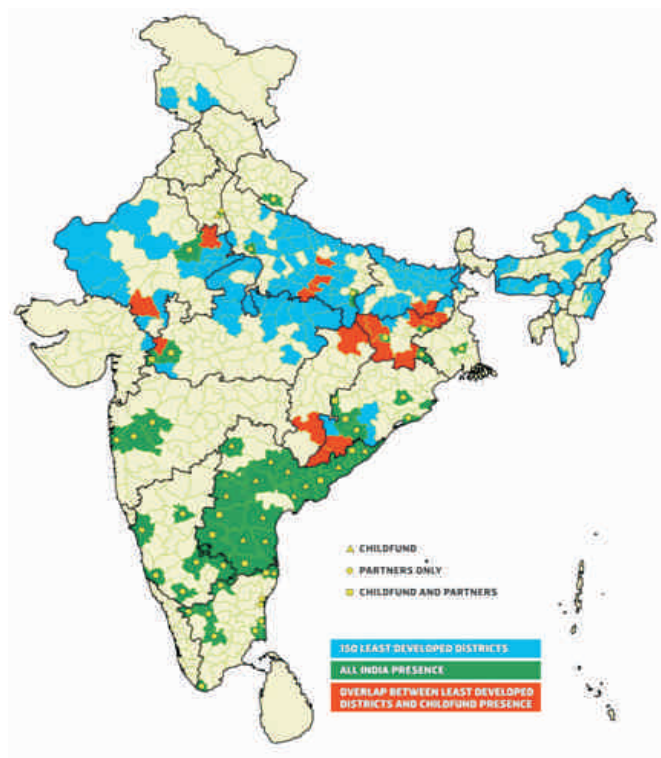 CHILDFUND
PARTNERS ONLY
CHILDFUND AND PARTNERS
150 LEAST DEVELOPED DISTRICTS
ALL INDIA PRESENCE
OVERLAP BETWEEN LEAST DEVELOPED
DISTRICTS AND CHILDFUND PRESENCE